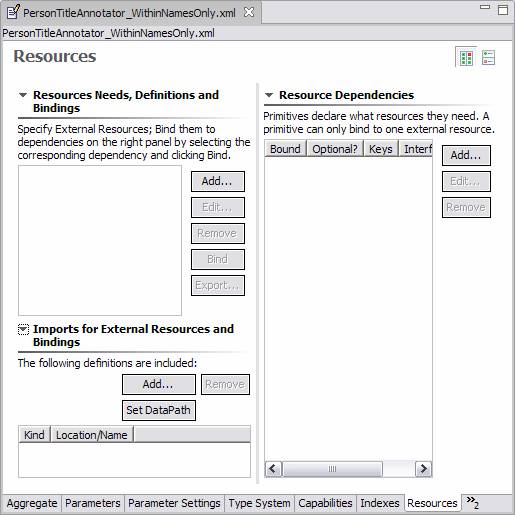 PersonTitleAnnotator_WithinNamesOnly.xml
PersonTitleAnnotator_WithinNamesOnly.xml
Resources
Resources Needs, Definitions and
Bindings
Specify External Resources; Bind them to
dependencies on the right panel by selecting the
corresponding dependency and clicking Bind.
Add...
Edit...
Remove
Bind
Export...
Imports for External Resources and
Bindings
The following definitions are included:
Add... Remove
Set DataPath
Kind Location/Name
Resource Dependencies
Primitives declare what resources they need. A
primitive can only bind to one external resource.
Bound Optional? Keys Interf
Add...
Edit...
Remove
Aggregate Parameters Parameter Settings Type System Capabilities Indexes Resources »2